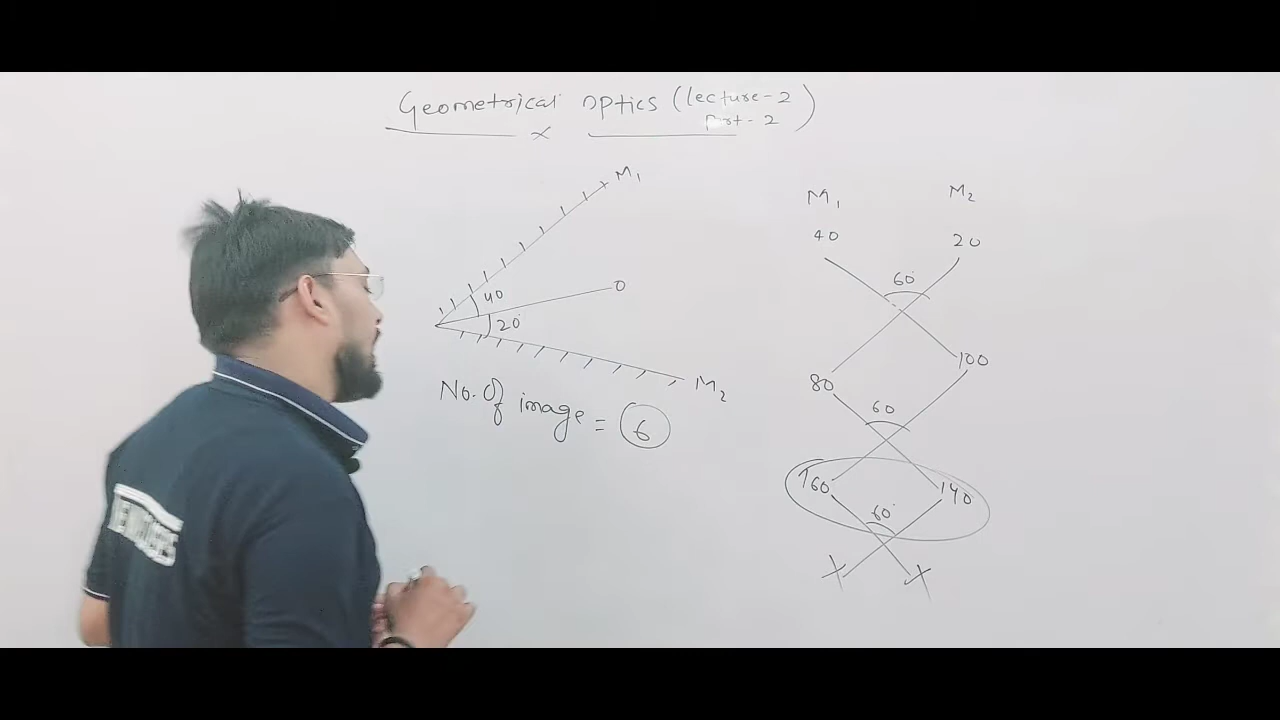 Geometrical optics (lecture-2
part-2)
M1
40
O
20°
M2
No. Of image = 6
M1 M2
40 20
60°
80 100
60
160 140
60°
X X